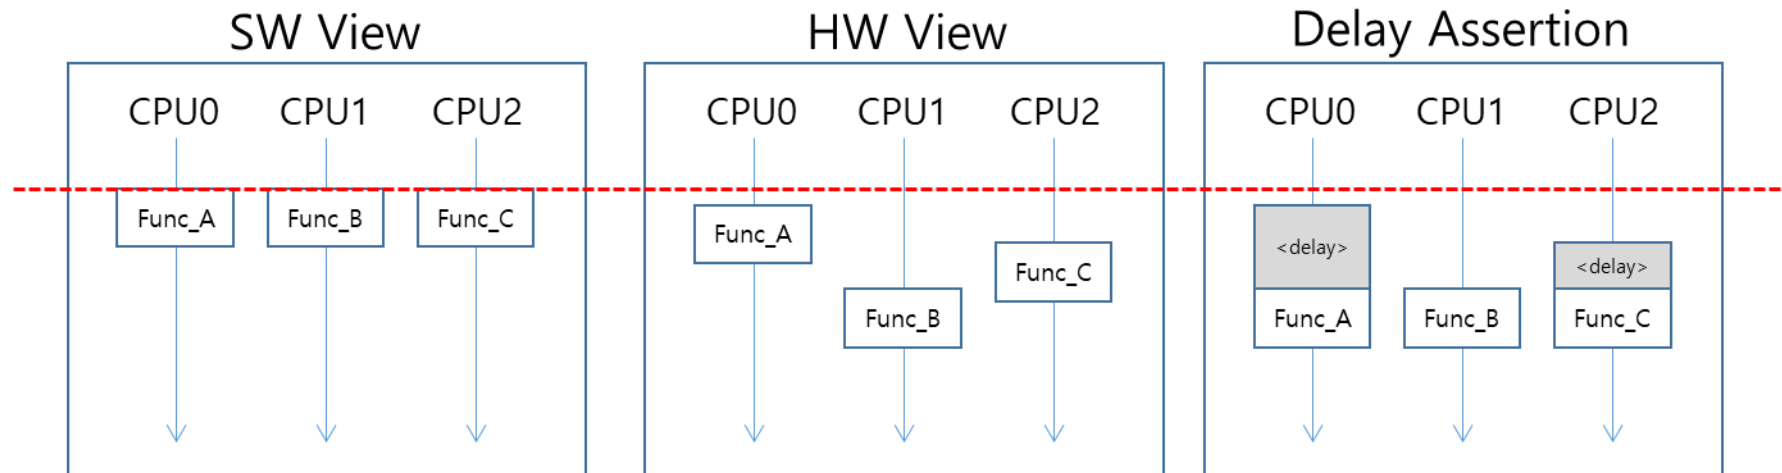 SW View
CPU0 CPU1 CPU2
Func_A Func_B Func_C
HW View
CPU0 CPU1 CPU2
Func_A
Func_C
Func_B
Delay Assertion
CPU0 CPU1 CPU2
<delay>
<delay>
Func_A Func_B Func_C